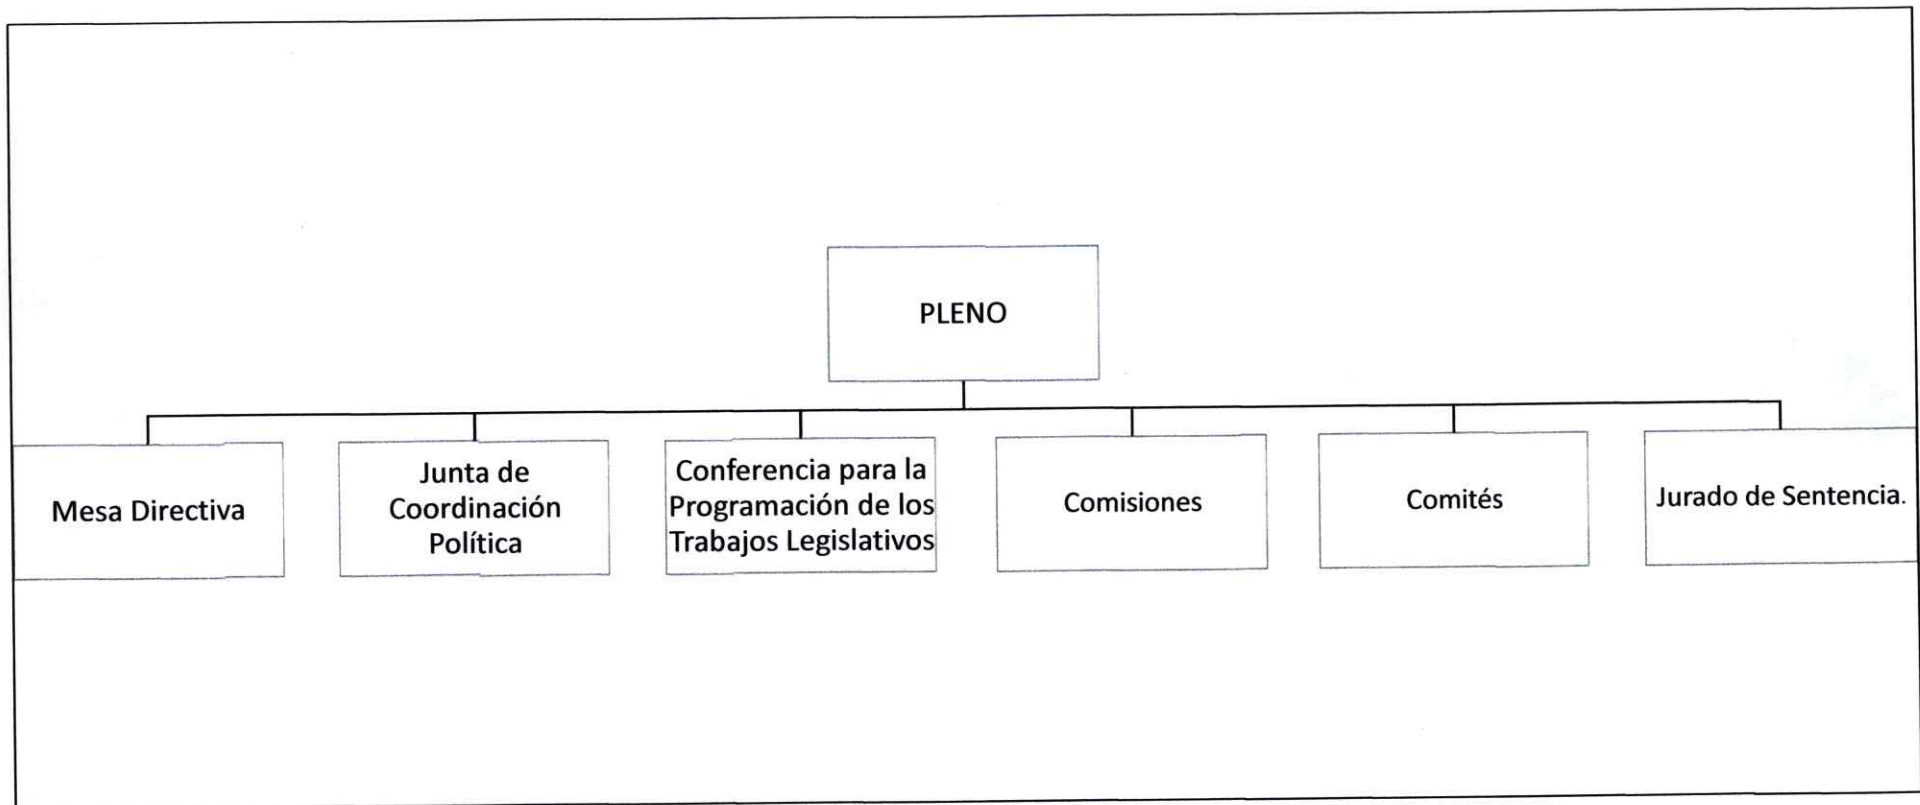 PLENO
Mesa Directiva
Junta de
Coordinación
Política
Conferencia para la
Programación de los
Trabajos Legislativos
Comisiones
Comités
Jurado de Sentencia.